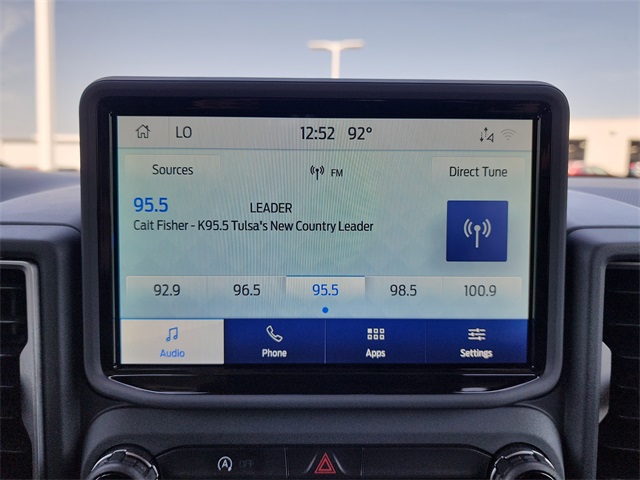 LO 12:52 92°
Sources FM Direct Tune
95.5 LEADER
Cait Fisher - K95.5 Tulsa's New Country Leader
92.9 96.5 95.5 98.5 100.9
Audio Phone Apps Settings
A OFF